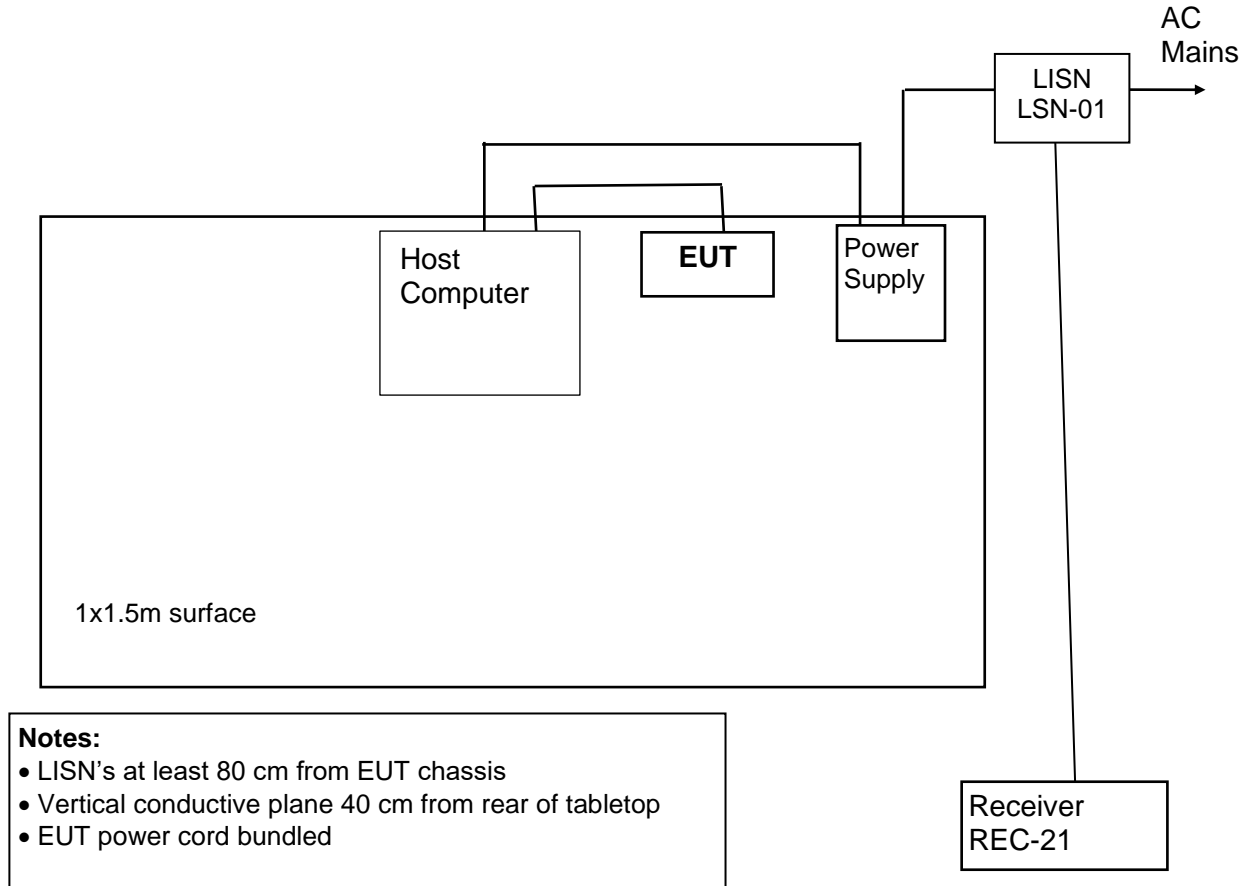 AC
Mains
LISN
LSN-01
Host
Computer
EUT
Power
Supply
1x1.5m surface
Notes:
• LISN’s at least 80 cm from EUT chassis
• Vertical conductive plane 40 cm from rear of tabletop
• EUT power cord bundled
Receiver
REC-21